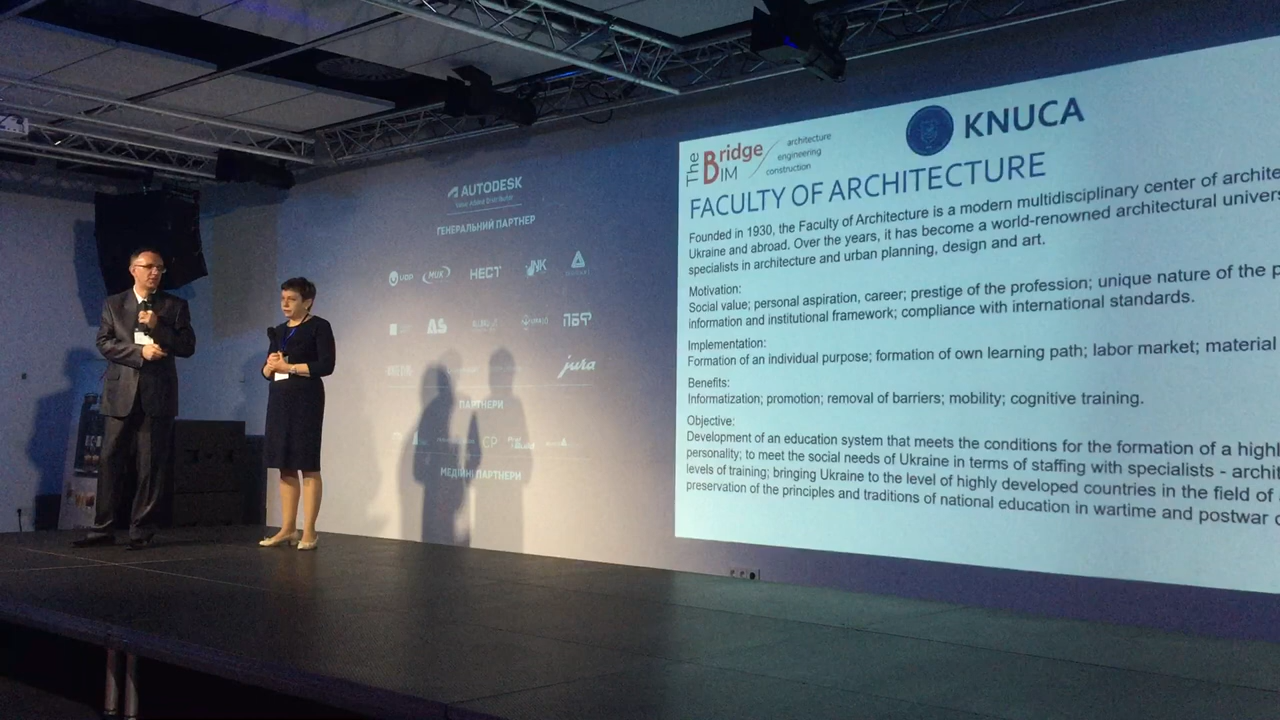 AUTODESK
Value Added Distributor
ГЕНЕРАЛЬНИЙ ПАРТНЕР
MUK
НЕСТ
AS
ПБФ
jura
ПАРТНЕРИ
CP
МЕДІЙНІ ПАРТНЕРИ
The Bridge BIM
architecture
engineering
construction
KNUCA
FACULTY OF ARCHITECTURE
Founded in 1930, the Faculty of Architecture is a modern multidisciplinary center of archite
Ukraine and abroad. Over the years, it has become a world-renowned architectural univers
specialists in architecture and urban planning, design and art.
Motivation:
Social value; personal aspiration, career; prestige of the profession; unique nature of the p
information and institutional framework; compliance with international standards.
Implementation:
Formation of an individual purpose; formation of own learning path; labor market; material
Benefits:
Informatization; promotion; removal of barriers; mobility; cognitive training.
Objective:
Development of an education system that meets the conditions for the formation of a highl
personality; to meet the social needs of Ukraine in terms of staffing with specialists - archit
levels of training; bringing Ukraine to the level of highly developed countries in the field of
preservation of the principles and traditions of national education in wartime and postwar